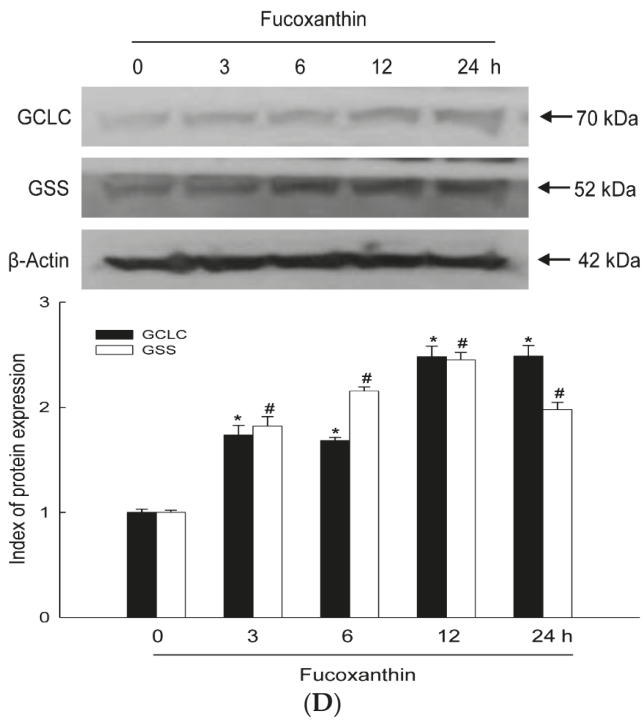 Fucoxanthin
0 3 6 12 24 h
GCLC 70 kDa
GSS 52 kDa
β-Actin 42 kDa
3
GCLC
GSS
* #
* #
* #
* #
2
1
0
Index of protein expression
0 3 6 12 24 h
Fucoxanthin
(D)